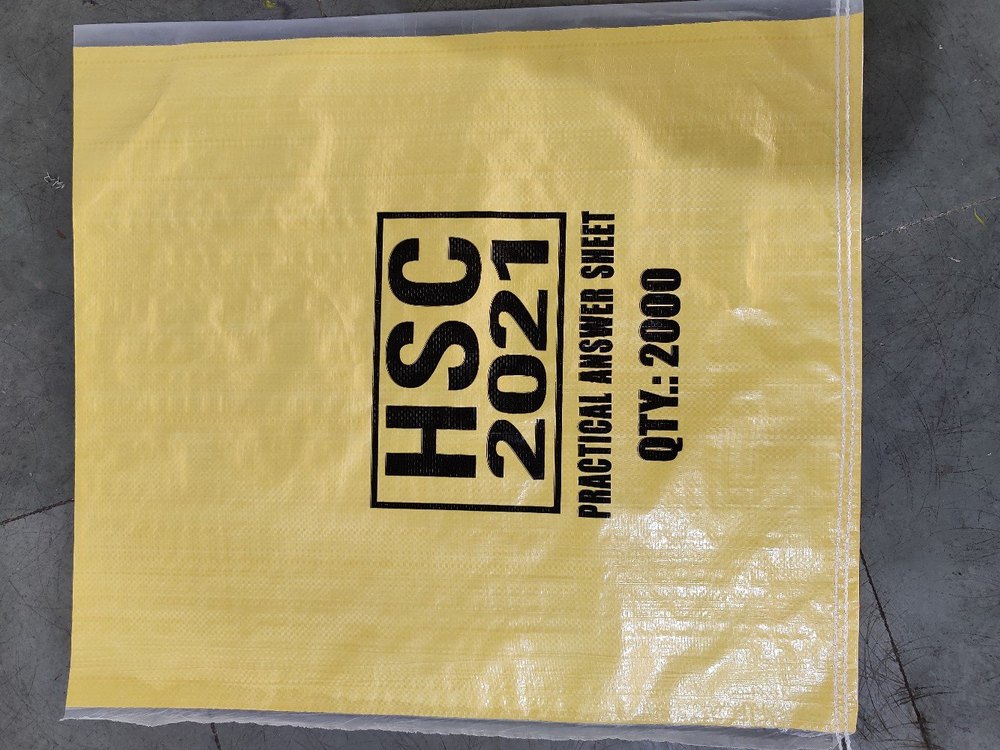 HSC
2021
PRACTICAL ANSWER SHEET
QTY.: 2000